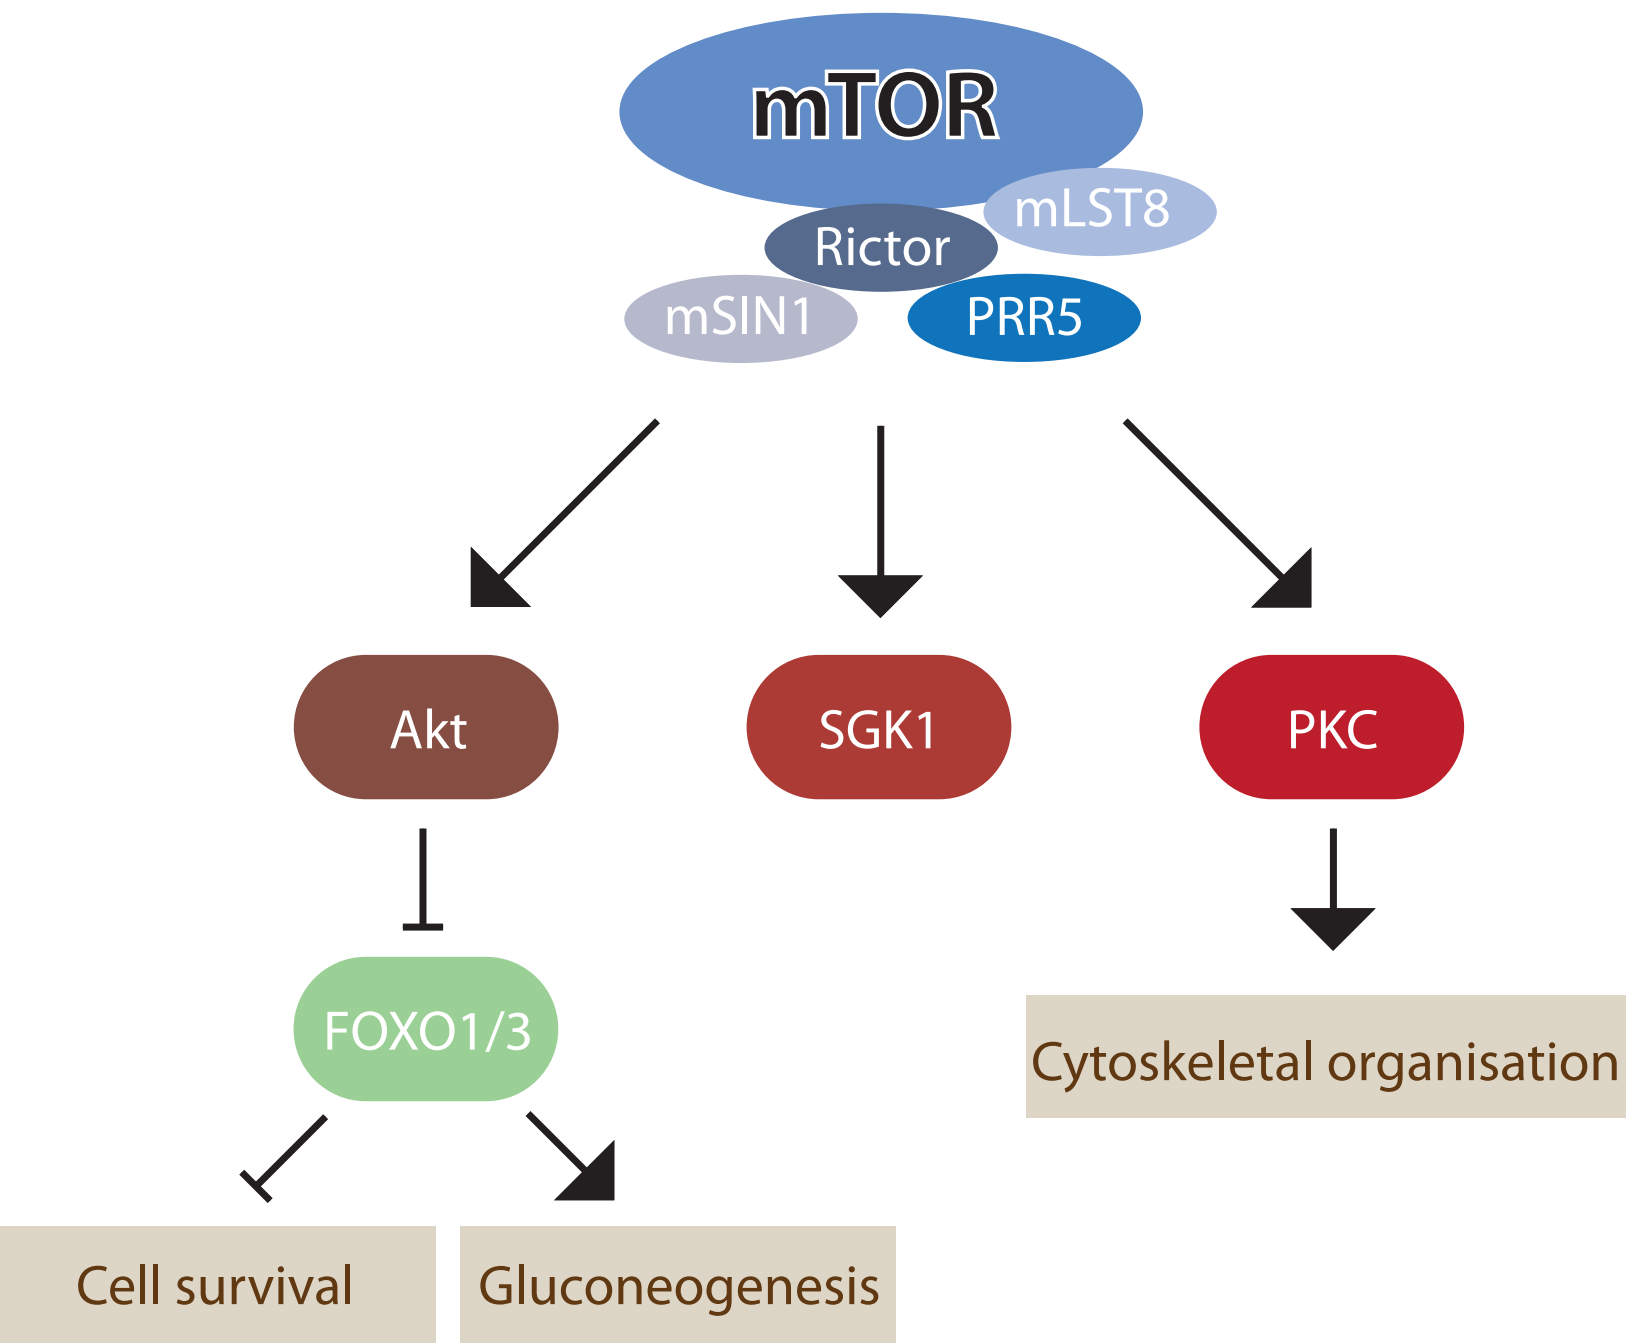 mTOR
mLST8
Rictor
mSIN1
PRR5
Akt
SGK1
PKC
FOXO1/3
Cytoskeletal organisation
Cell survival
Gluconeogenesis